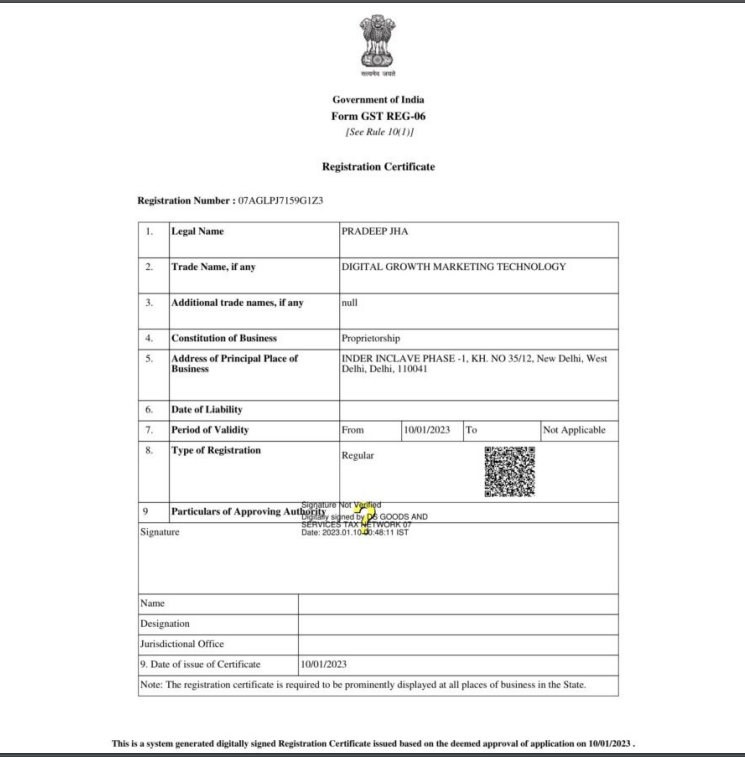 सत्यमेव जयते
Government of India
Form GST REG-06
[See Rule 10(1)]
Registration Certificate
Registration Number : 07AGLPJ7159G1Z3
1. Legal Name PRADEEP JHA
2. Trade Name, if any DIGITAL GROWTH MARKETING TECHNOLOGY
3. Additional trade names, if any null
4. Constitution of Business Proprietorship
5. Address of Principal Place of Business INDER INCLAVE PHASE -1, KH. NO 35/12, New Delhi, West
Delhi, Delhi, 110041
6. Date of Liability
7. Period of Validity From 10/01/2023 To Not Applicable
8. Type of Registration Regular
9 Particulars of Approving Authority
Signature Not Verified
Digitally signed by DS GOODS AND
SERVICES TAX NETWORK 07
Date: 2023.01.10 00:48:11 IST
Signature
Name
Designation
Jurisdictional Office
9. Date of issue of Certificate 10/01/2023
Note: The registration certificate is required to be prominently displayed at all places of business in the State.
This is a system generated digitally signed Registration Certificate issued based on the deemed approval of application on 10/01/2023 .